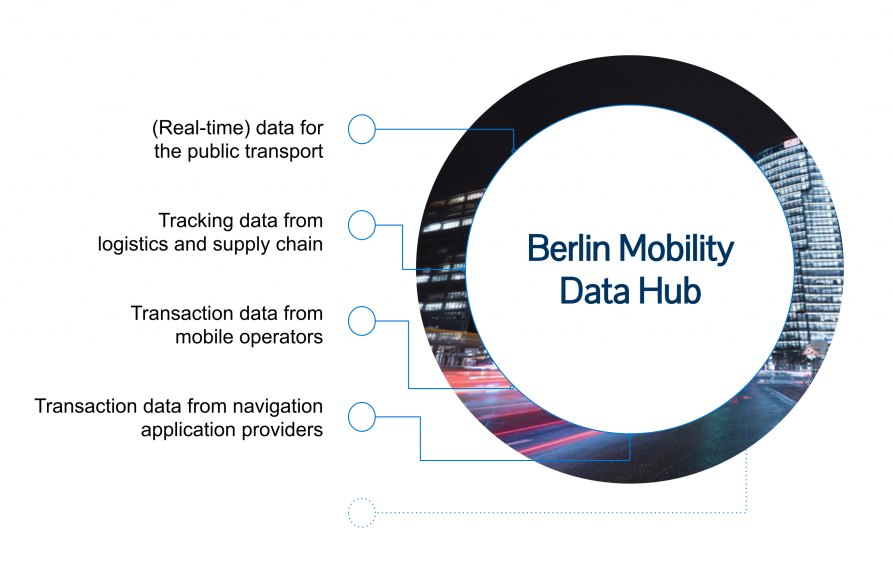 (Real-time) data for
the public transport
Tracking data from
logistics and supply chain
Transaction data from
mobile operators
Transaction data from navigation
application providers
Berlin Mobility
Data Hub